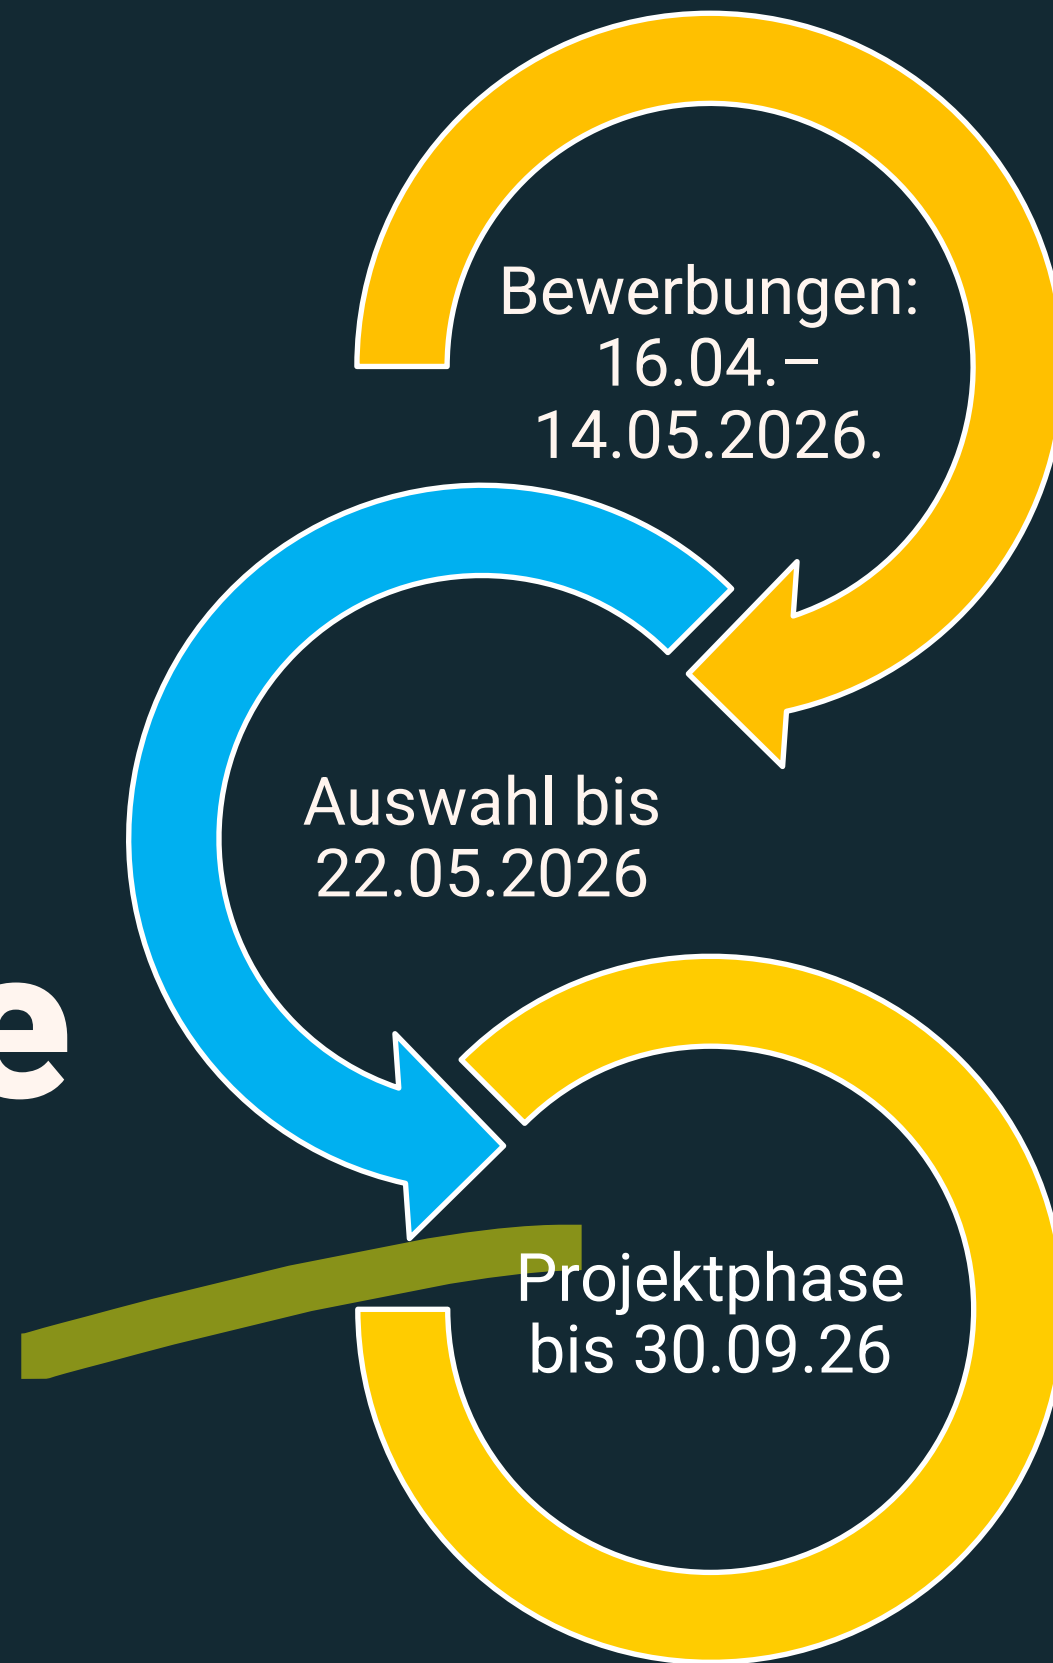 Bewerbungen:
16.04.–
14.05.2026.
Auswahl bis
22.05.2026
e
Projektphase
bis 30.09.26